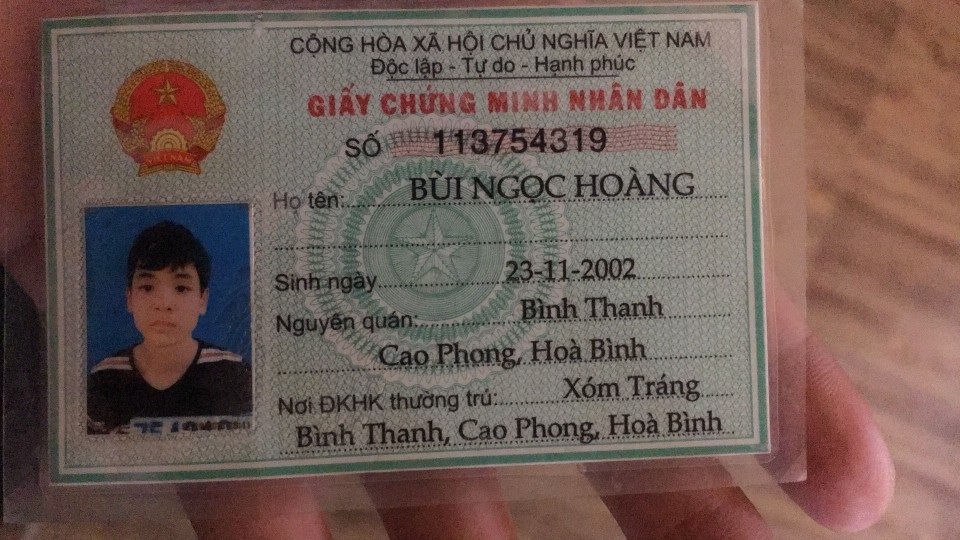 CỘNG HÒA XÃ HỘI CHỦ NGHĨA VIỆT NAM
Độc lập - Tự do - Hạnh phúc
GIẤY CHỨNG MINH NHÂN DÂN
SỐ 113754319
Họ tên: BÙI NGỌC HOÀNG
Sinh ngày 23-11-2002
Nguyên quán: Bình Thanh
Cao Phong, Hoà Bình
Nơi ĐKHK thường trú: Xóm Tráng
Bình Thanh, Cao Phong, Hoà Bình
VIỆT NAM